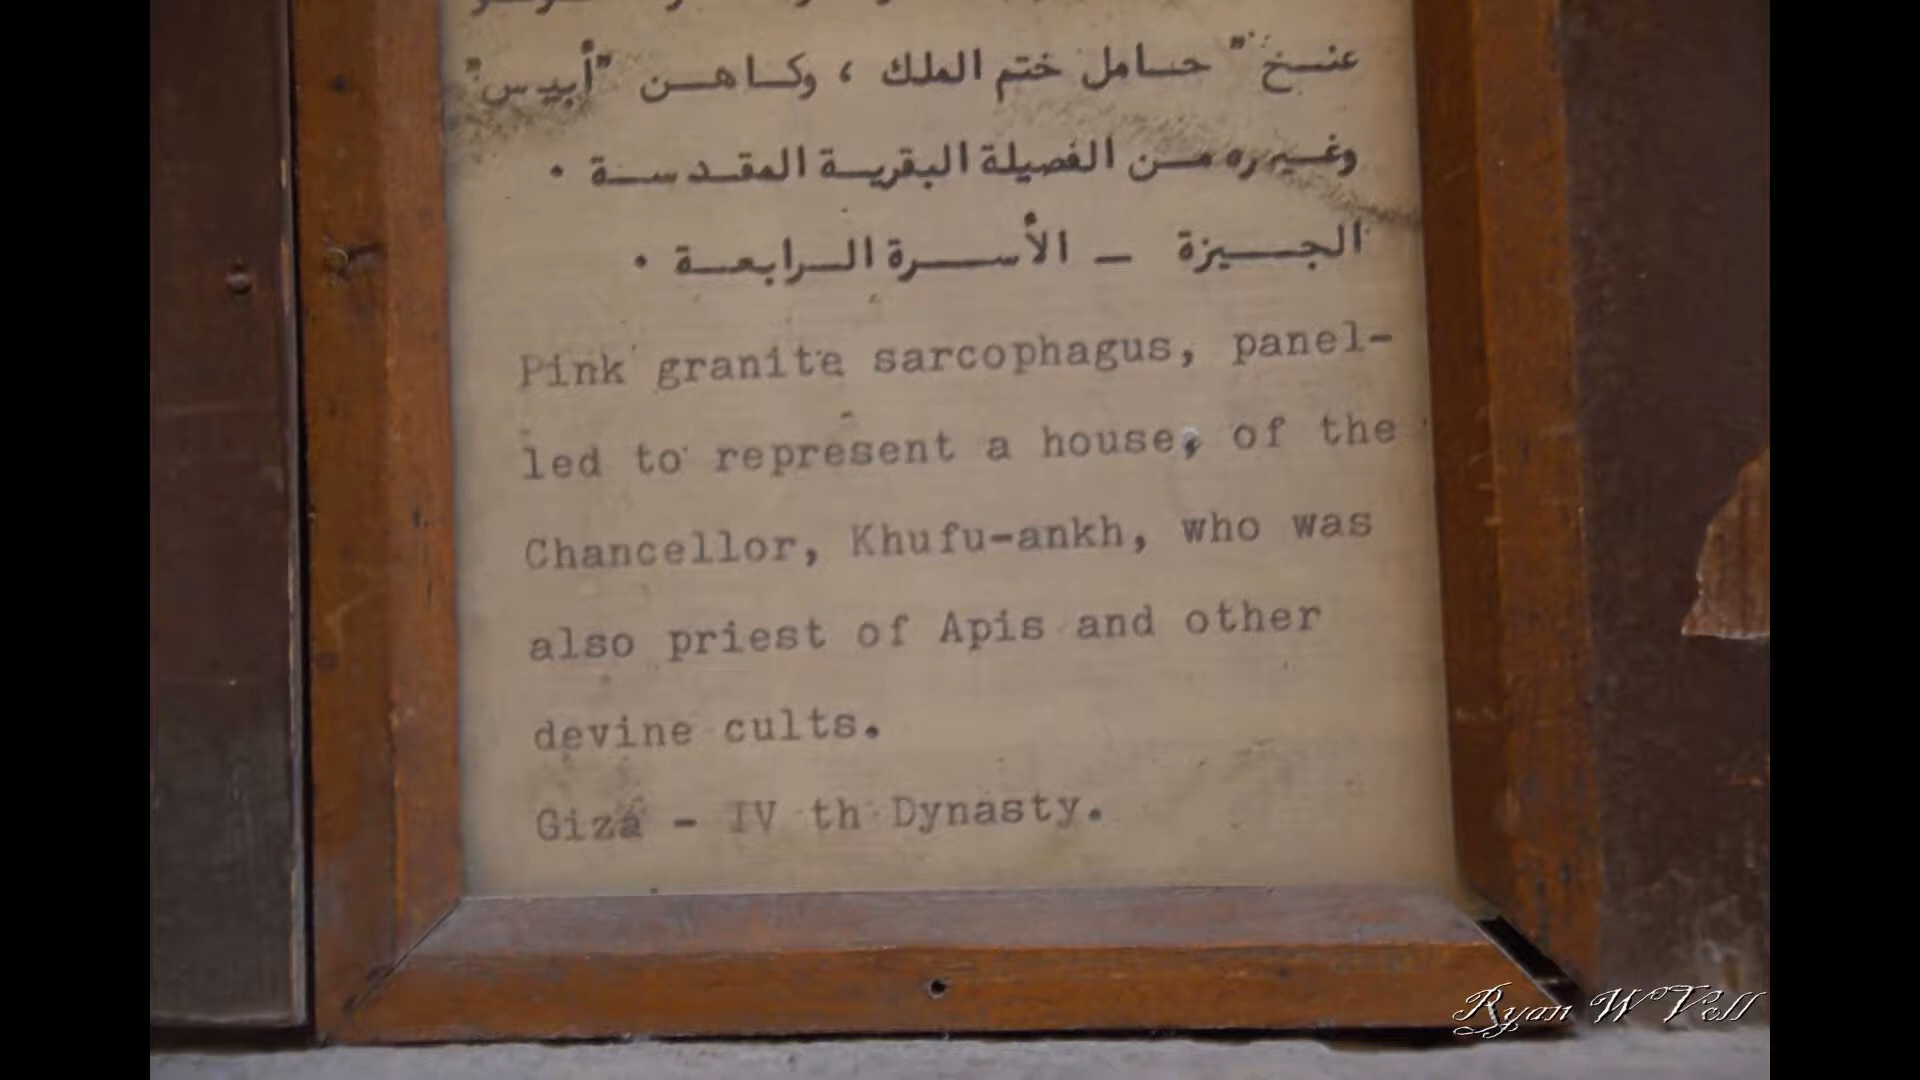 عنخ" حامل ختم الملك ، وكاهن "أبيس"
وغيره من الفصيلة البقرية المقدسة .
الجيزة - الأسرة الرابعة .
Pink granite sarcophagus, panel-
led to represent a house, of the
Chancellor, Khufu-ankh, who was
also priest of Apis and other
devine cults.
Giza - IV th Dynasty.
Ryan W Vell